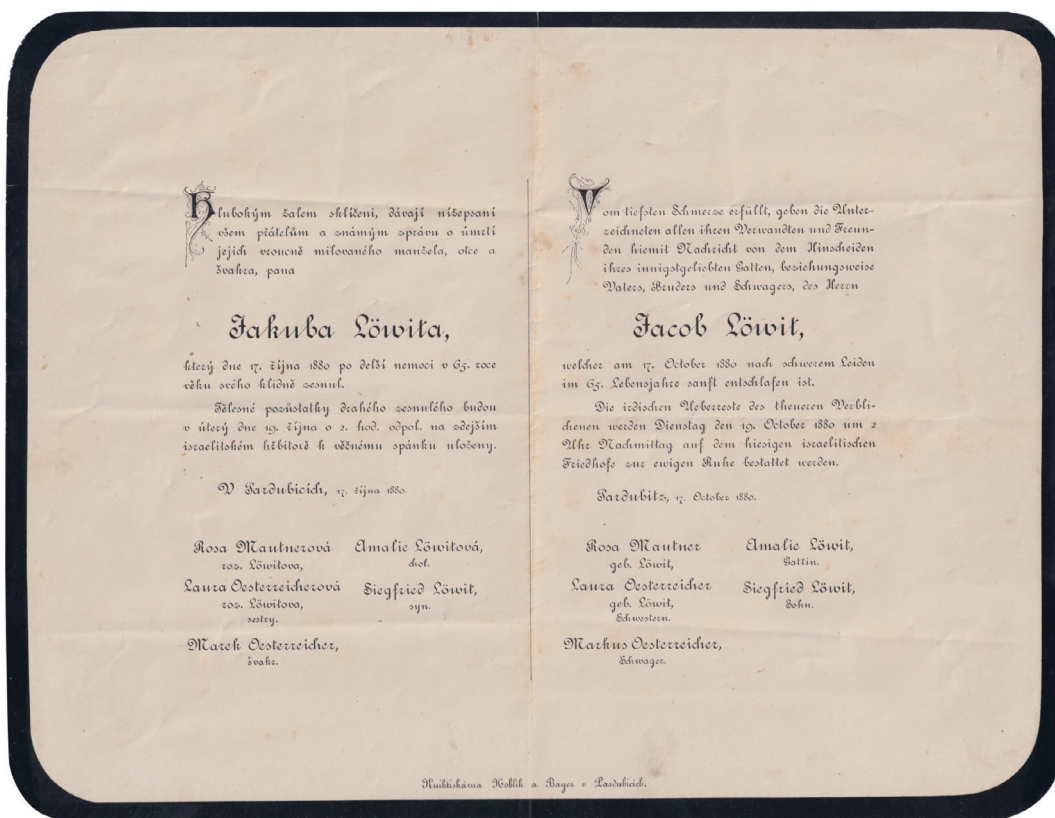 Hlubokým žalem sklíčeni, dávají nížepsaní
všem přátelům a známým zprávu o úmrtí
jejich vroucně milovaného manžela, otce a
švakra, pana
Jakuba Löwita,
který dne 17. října 1880 po delší nemoci v 65. roce
věku svého klidně zesnul.
Tělesné pozůstatky drahého zesnulého budou
v úterý dne 19. října o 2. hod. odpol. na zdejším
israelitském hřbitově k věčnému spánku uloženy.
V Pardubicích, 17. října 1880.
Rosa Mautnerová
roz. Löwitova,
Amalie Löwitová,
chof.
Laura Oesterreicherová
roz. Löwitova,
sestry.
Siegfried Löwit,
syn.
Marek Oesterreicher,
švakr.
Vom tiefsten Schmerze erfüllt, geben die Unter-
zeichneten allen ihren Verwandten und Freun-
den hiemit Nachricht von dem Hinscheiden
ihres innigstgeliebten Gatten, beziehungsweise
Vaters, Bruders und Schwagers, des Herrn
Jacob Löwit,
welcher am 17. October 1880 nach schwerem Leiden
im 65. Lebensjahre sanft entschlafen ist.
Die irdischen Ueberreste des theueren Verbli-
chenen werden Dienstag den 19. October 1880 um 2
Uhr Nachmittag auf dem hiesigen israelitischen
Friedhofe zur ewigen Ruhe bestattet werden.
Pardubitz, 17. October 1880.
Rosa Mautner
geb. Löwit,
Amalie Löwit,
Gattin.
Laura Oesterreicher
geb. Löwit,
Schwestern.
Siegfried Löwit,
Sohn.
Markus Oesterreicher,
Schwager.
Knihtiskárna Hoblik a Bayer v Pardubicích.